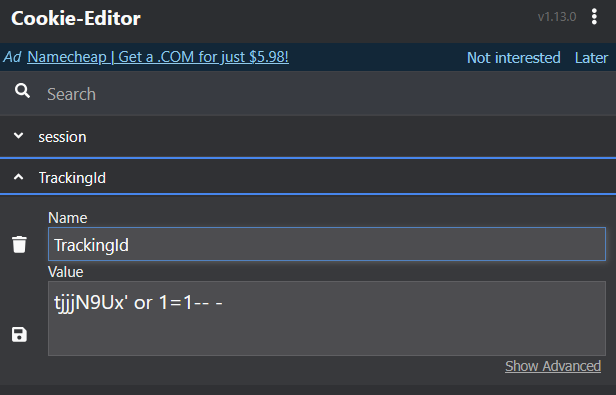 Cookie-Editor
v1.13.0
Ad Namecheap | Get a .COM for just $5.98! Not interested Later
Search
session
TrackingId
Name
TrackingId
Value
tjjjN9Ux' or 1=1-- -
Show Advanced